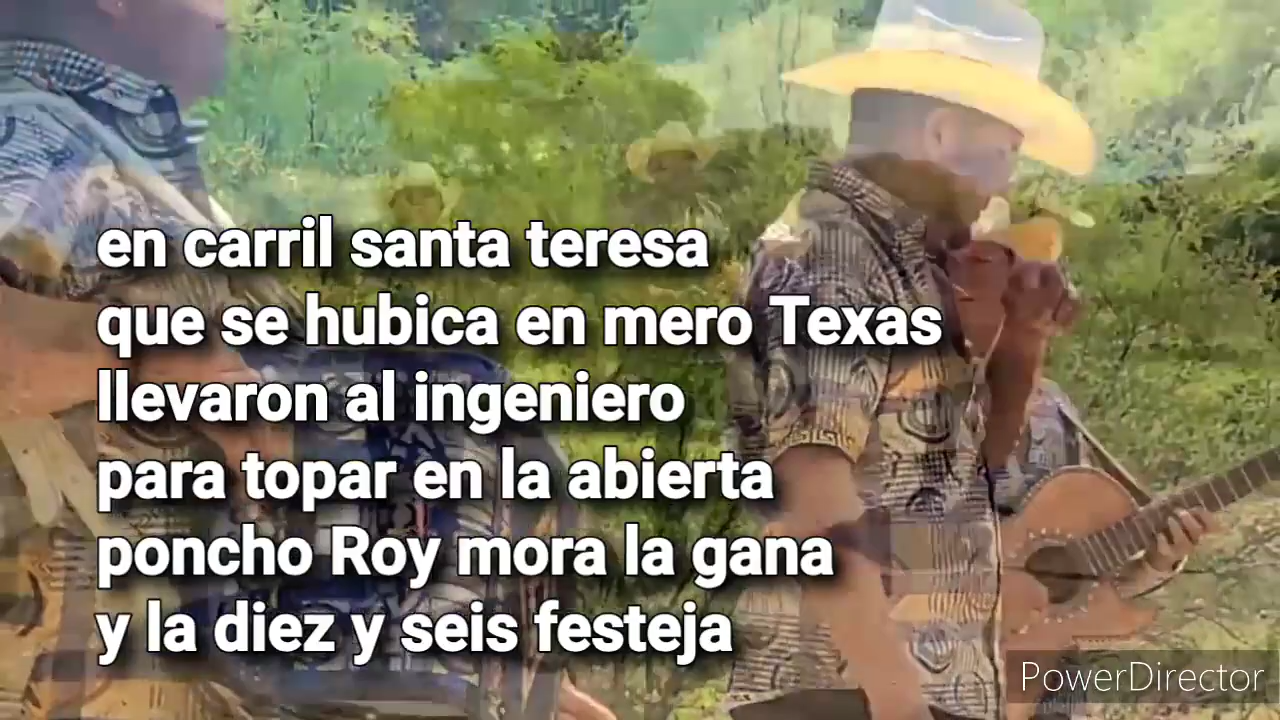 en carril santa teresa
que se hubica en mero Texas
llevaron al ingeniero
para topar en la abierta
poncho Roy mora la gana
y la diez y seis festeja
PowerDirector